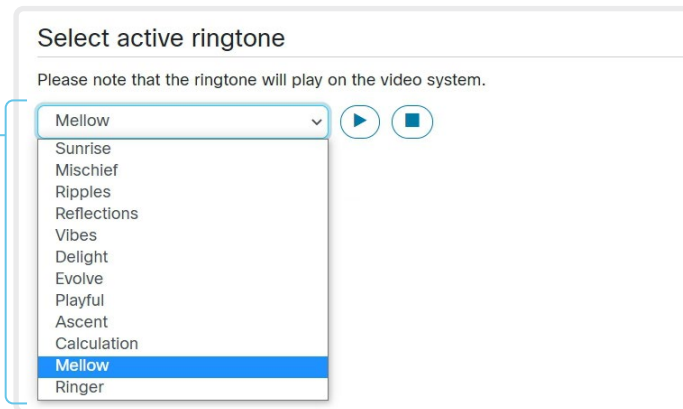 Select active ringtone
Please note that the ringtone will play on the video system.
Mellow
Sunrise
Mischief
Ripples
Reflections
Vibes
Delight
Evolve
Playful
Ascent
Calculation
Mellow
Ringer